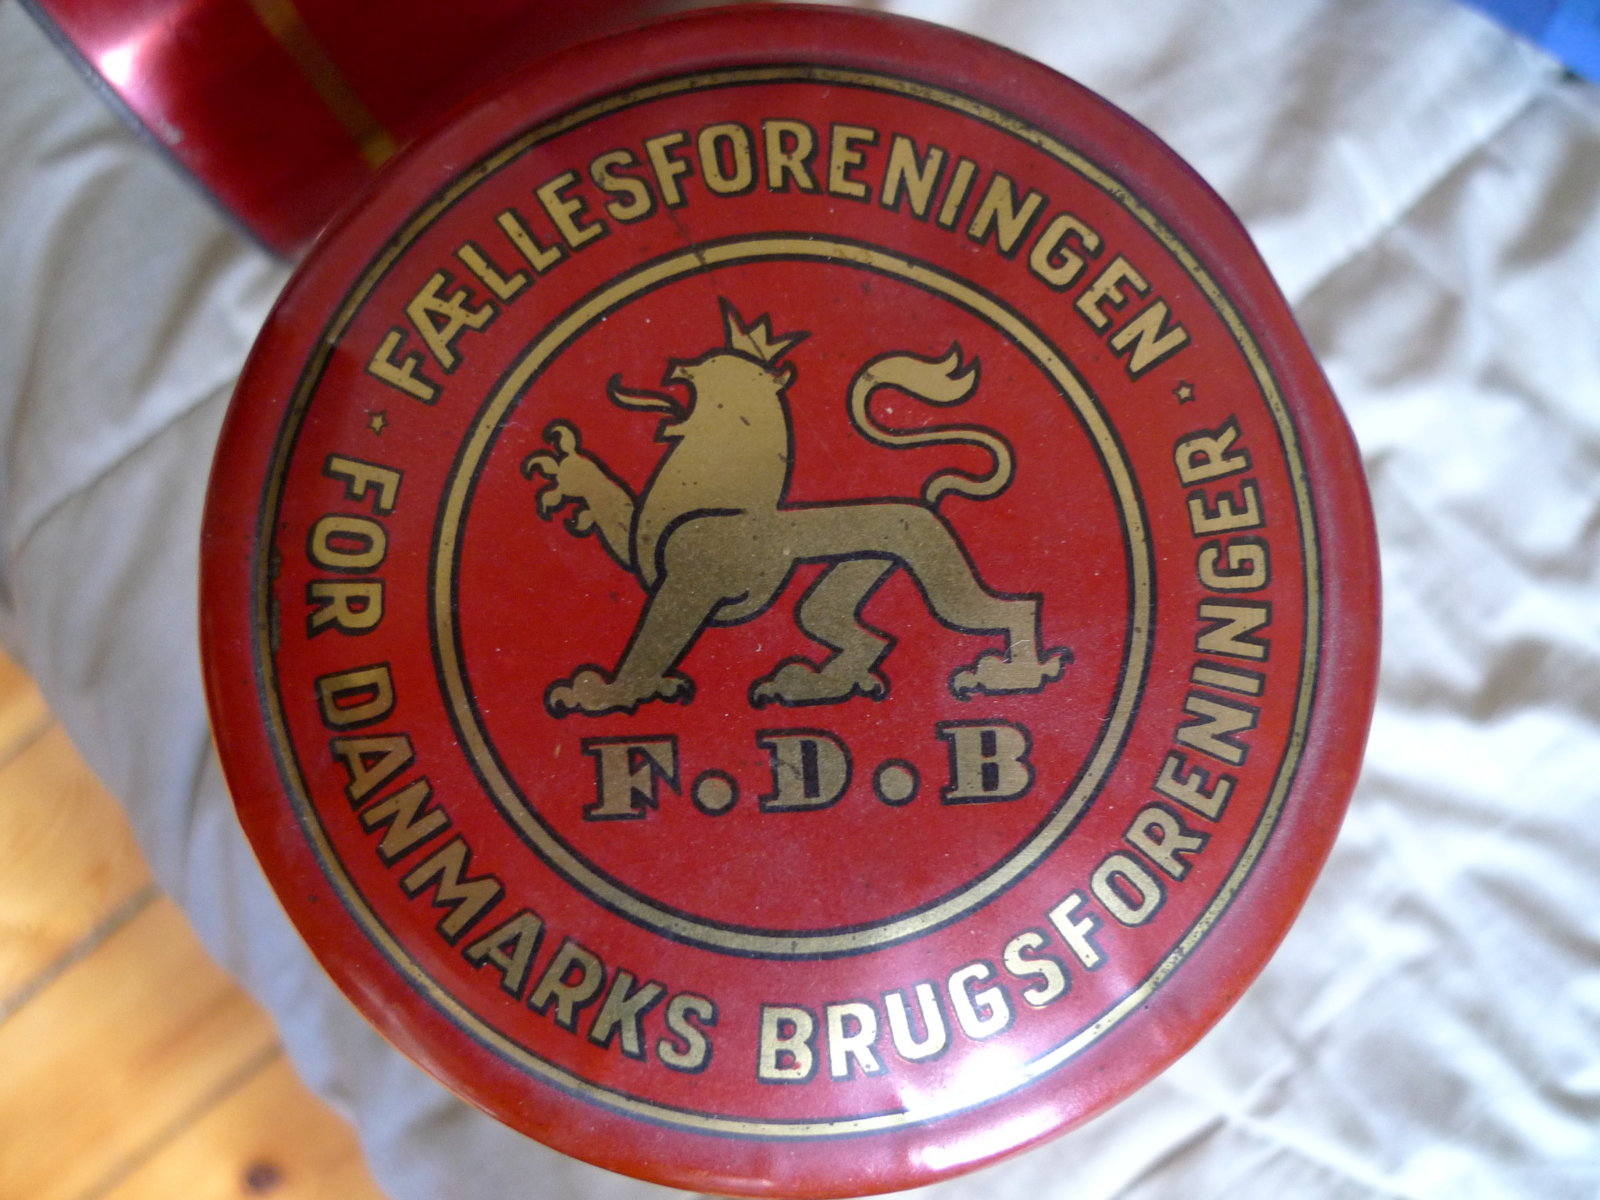 FÆLLESFORENINGEN
FOR DANMARKS BRUGSFORENINGER
F.D.B